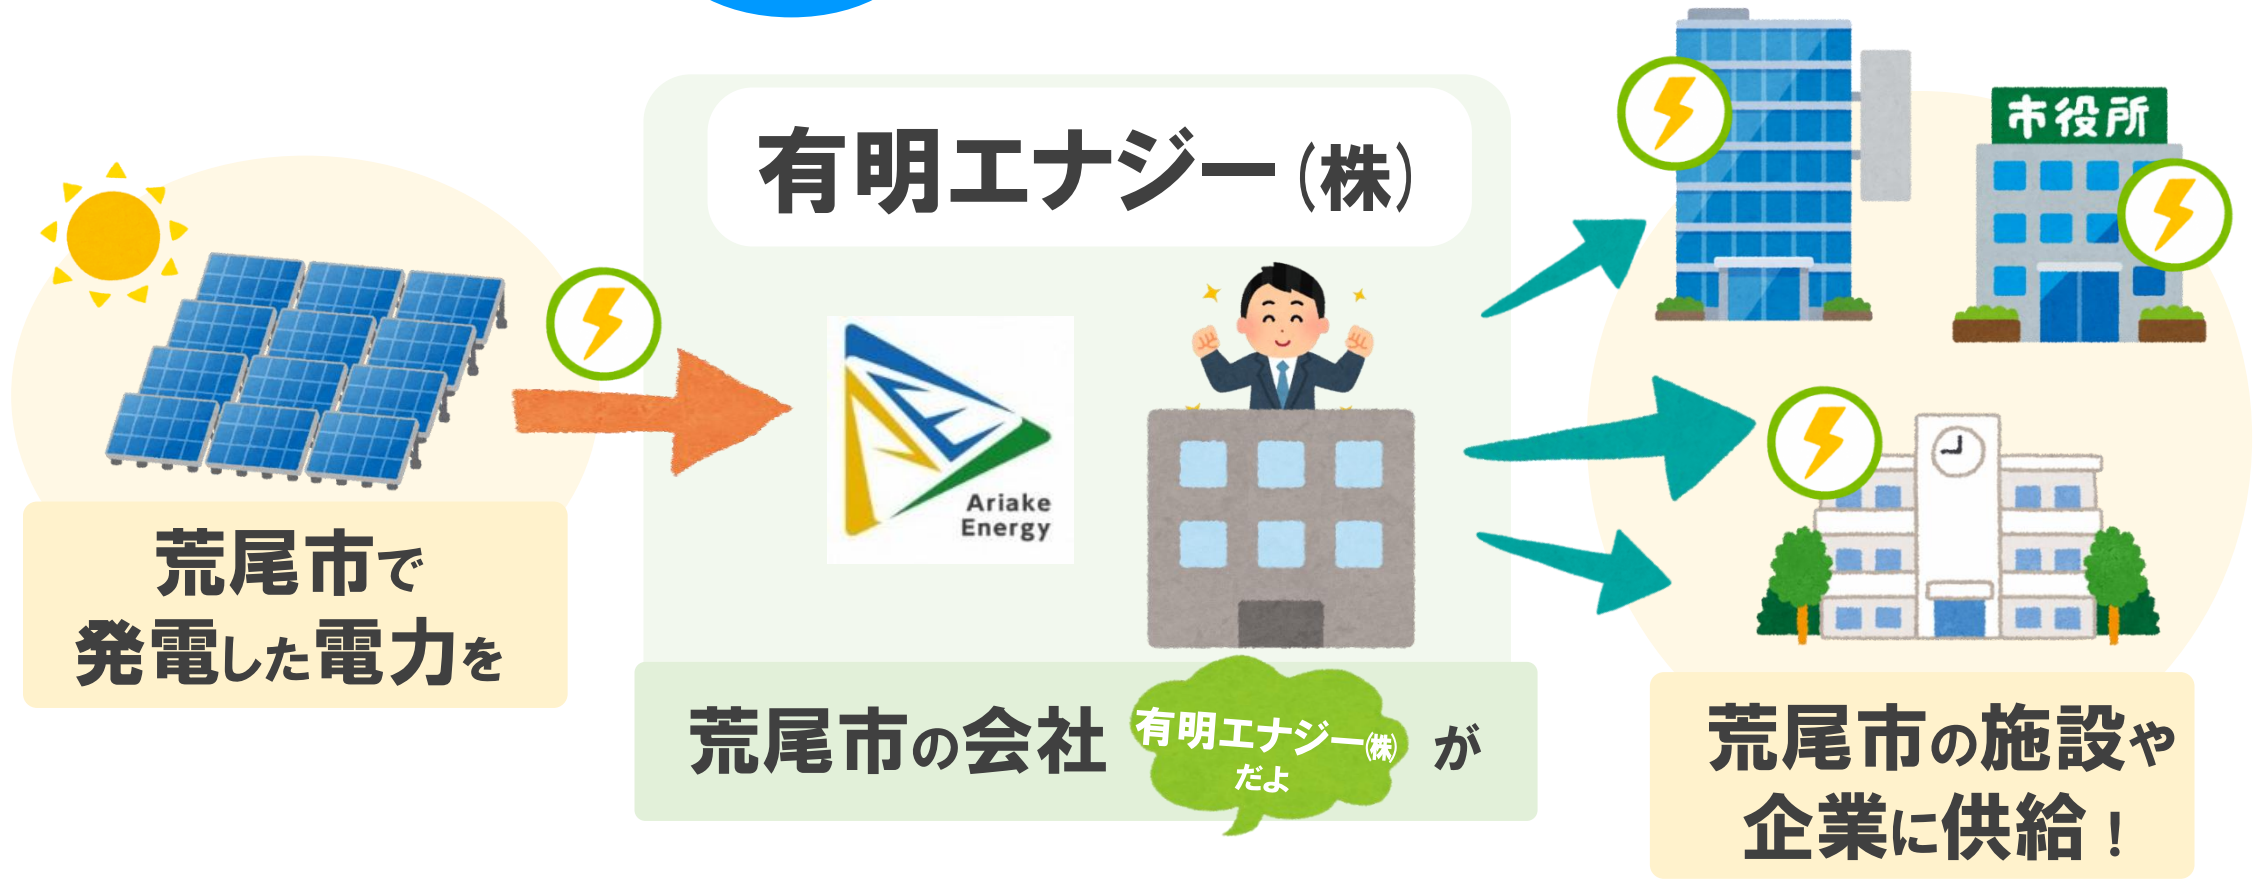 有明エナジー(株)
市役所
Ariake
Energy
荒尾市で
発電した電力を
荒尾市の会社
有明エナジー(株)
だよ
が
荒尾市の施設や
企業に供給！